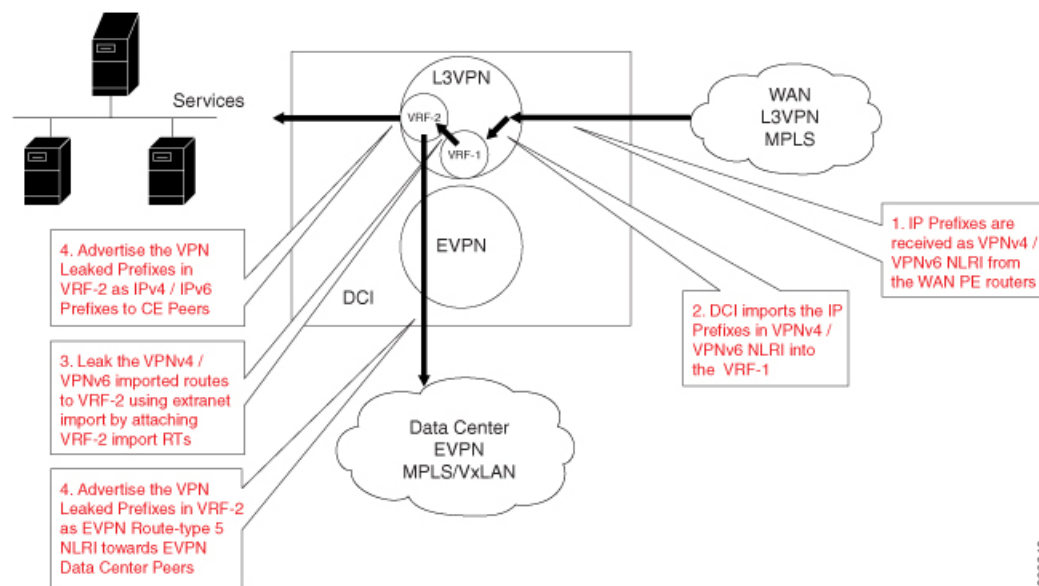 Services
L3VPN
VRF-2
VRF-1
EVPN
DCI
WAN
L3VPN
MPLS
1. IP Prefixes are
received as VPNv4 /
VPNv6 NLRI from
the WAN PE routers
2. DCI imports the IP
Prefixes in VPNv4 /
VPNv6 NLRI into
the VRF-1
4. Advertise the VPN
Leaked Prefixes in
VRF-2 as IPv4 / IPv6
Prefixes to CE Peers
3. Leak the VPNv4 /
VPNv6 imported routes
to VRF-2 using extranet
import by attaching
VRF-2 import RTs
4. Advertise the VPN
Leaked Prefixes in VRF-2
as EVPN Route-type 5
NLRI towards EVPN
Data Center Peers
Data Center
EVPN
MPLS/VxLAN